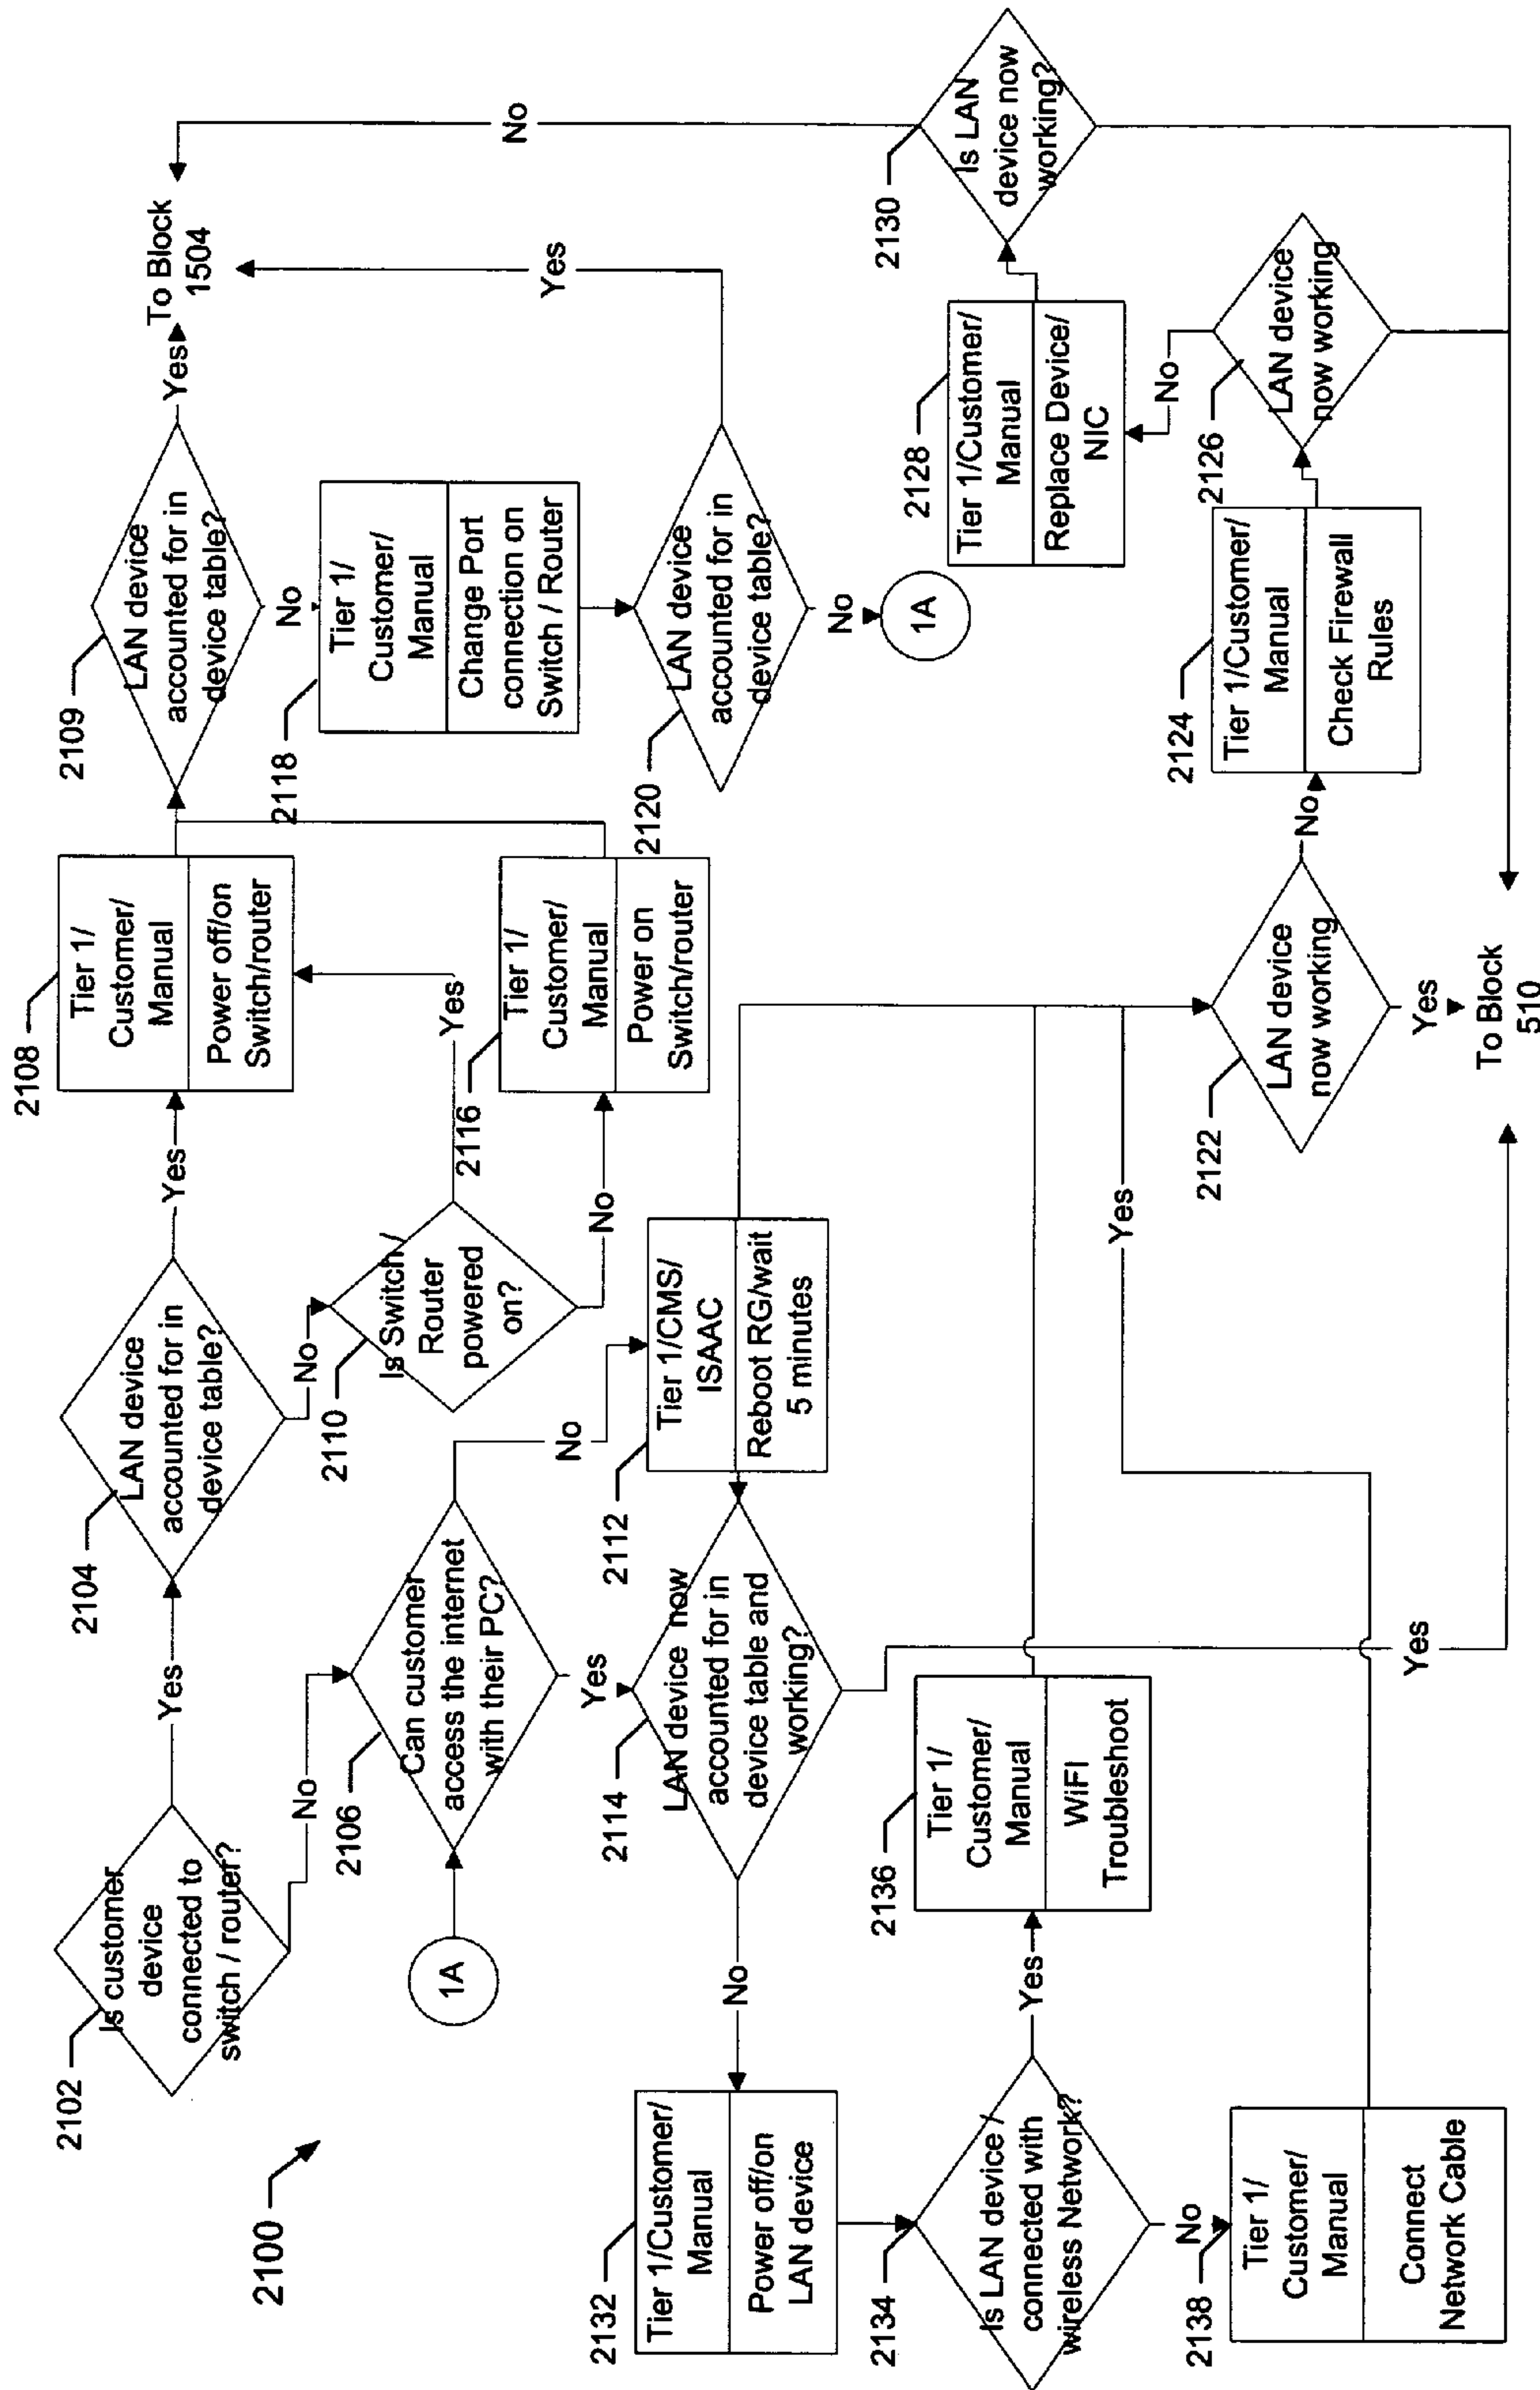 2100
2102
Is customer
device
connected to
switch / router?
Yes
No
2104
LAN device
accounted for in
device table?
Yes
No
2108
Tier 1/
Customer/
Manual
Power off/on
Switch/router
2109
LAN device
accounted for in
device table?
Yes
No
To Block
1504
2110
Is Switch /
Router
powered
on?
Yes
No
2116
Tier 1/
Customer/
Manual
Power on
Switch/router
2118
Tier 1/
Customer/
Manual
Change Port
connection on
Switch / Router
2120
LAN device
accounted for in
device table?
Yes
No
1A
1A
2106
Can customer
access the internet
with their PC?
No
Yes
2112
Tier 1/CMS/
ISAAC
Reboot RG/wait
5 minutes
2114
LAN device now
accounted for in
device table and
working?
No
Yes
2132
Tier 1/Customer/
Manual
Power off/on
LAN device
2134
Is LAN device /
connected with
wireless Network?
Yes
No
2136
Tier 1/
Customer/
Manual
WiFI
Troubleshoot
2138
Tier 1/
Customer/
Manual
Connect
Network Cable
Yes
2122
LAN device
now working
No
Yes
To Block
510
2124
Tier 1/Customer/
Manual
Check Firewall
Rules
2126
LAN device
now working
No
2128
Tier 1/Customer/
Manual
Replace Device/
NIC
2130
Is LAN
device now
working?
No